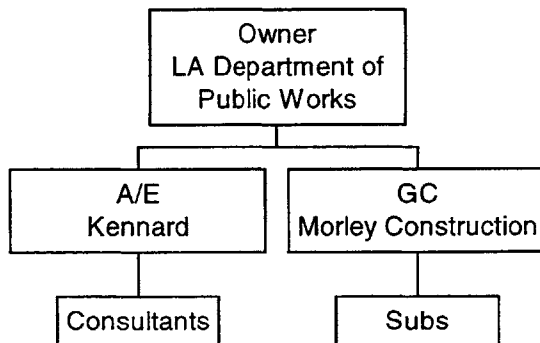 Owner
LA Department of
Public Works
A/E
Kennard
GC
Morley Construction
Consultants
Subs